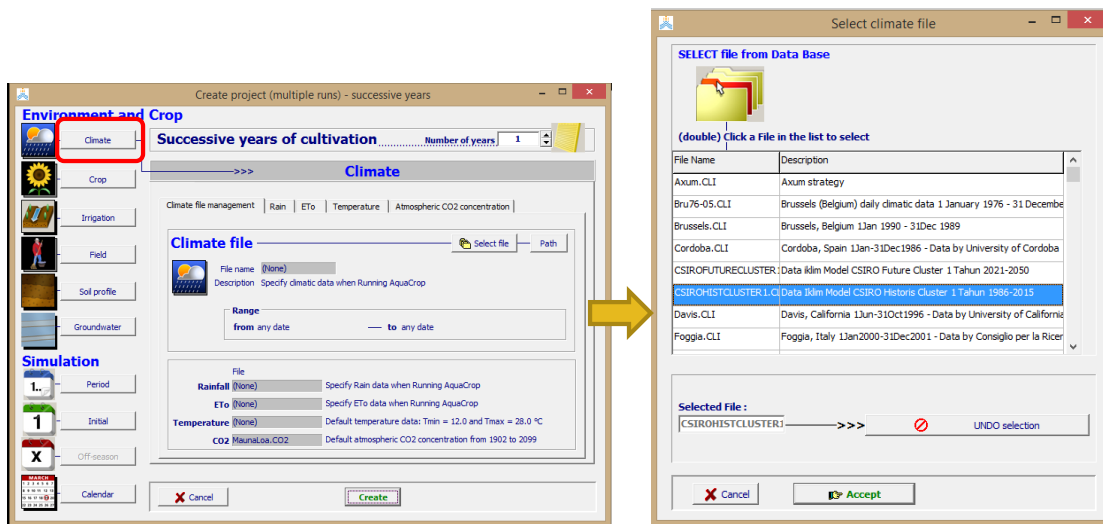 Create project (multiple runs) - successive years
Environment and Crop
Climate
Successive years of cultivation
Number of years
1
>>>
Climate
Crop
Climate file management
Rain
ETo
Temperature
Atmospheric CO2 concentration
Irrigation
Climate file
Select file
Path
Field
File name
(None)
Description
Specify climatic data when Running AquaCrop
Soil profile
Range
from any date
to any date
Groundwater
Simulation
File
1..
Period
Rainfall
(None)
Specify Rain data when Running AquaCrop
ETo
(None)
Specify ETo data when Running AquaCrop
1
Initial
Temperature
(None)
Default temperature data: Tmin = 12.0 and Tmax = 28.0 °C
CO2
MaunaLoa.CO2
Default atmospheric CO2 concentration from 1902 to 2099
X
Off-season
MARCH
Calendar
Cancel
Create
Select climate file
SELECT file from Data Base
(double) Click a File in the list to select
File Name
Description
Axum.CLI
Axum strategy
Bru76-05.CLI
Brussels (Belgium) daily climatic data 1 January 1976 - 31 Decembe
Brussels.CLI
Brussels, Belgium 1Jan 1990 - 31Dec 1989
Cordoba.CLI
Cordoba, Spain 1Jan-31Dec1986 - Data by University of Cordoba
CSIROFUTURECLUSTER1
Data iklim Model CSIRO Future Cluster 1 Tahun 2021-2050
CSIROHISTCLUSTER1.CL
Data Iklim Model CSIRO Historis Cluster 1 Tahun 1986-2015
Davis.CLI
Davis, California 1Jun-31Oct1996 - Data by University of California
Foggia.CLI
Foggia, Italy 1Jan2000-31Dec2001 - Data by Consiglio per la Ricer
Selected File :
CSIROHISTCLUSTER1
>>>
UNDO selection
Cancel
Accept